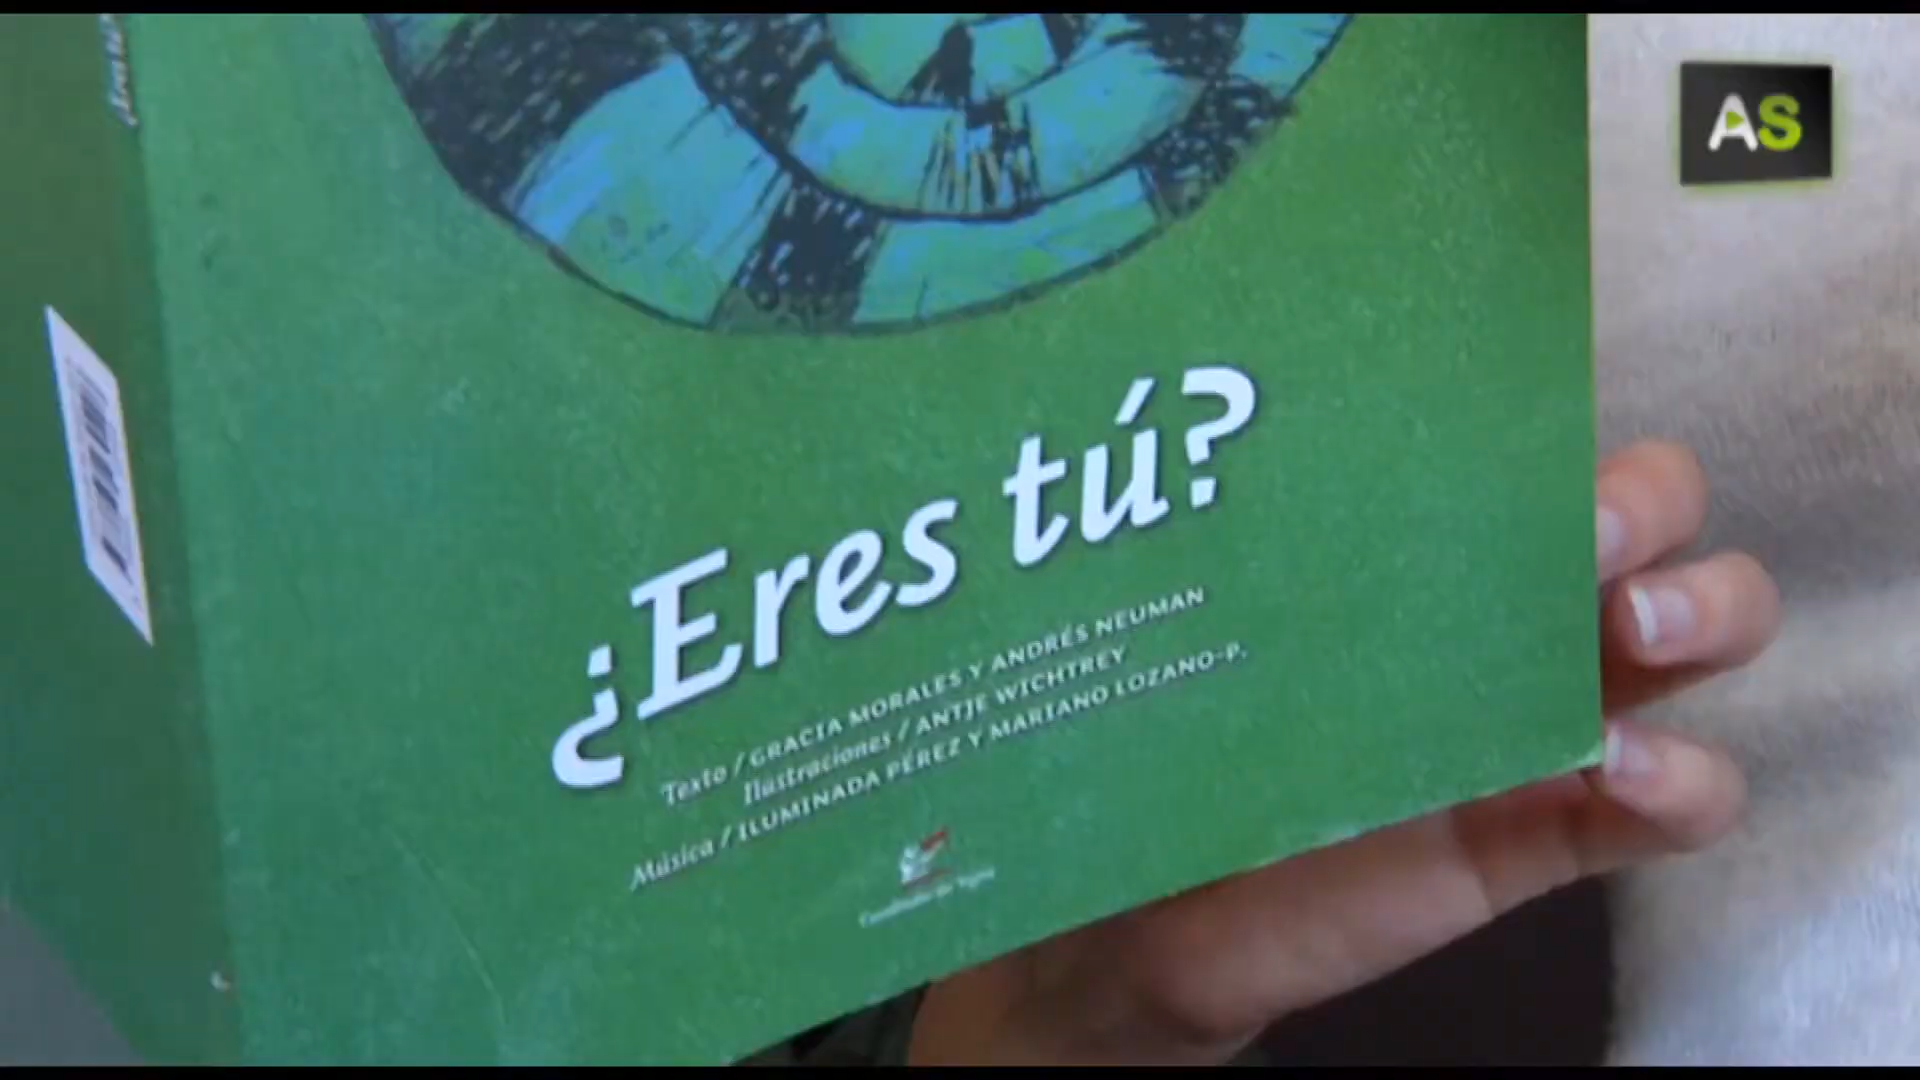 AS
¿Eres tú?
Texto / GRACIA MORALES Y ANDRÉS NEUMAN
Ilustraciones / ANTJE WICHTREY
Música / ILUMINADA PÉREZ Y MARIANO LOZANO-P.